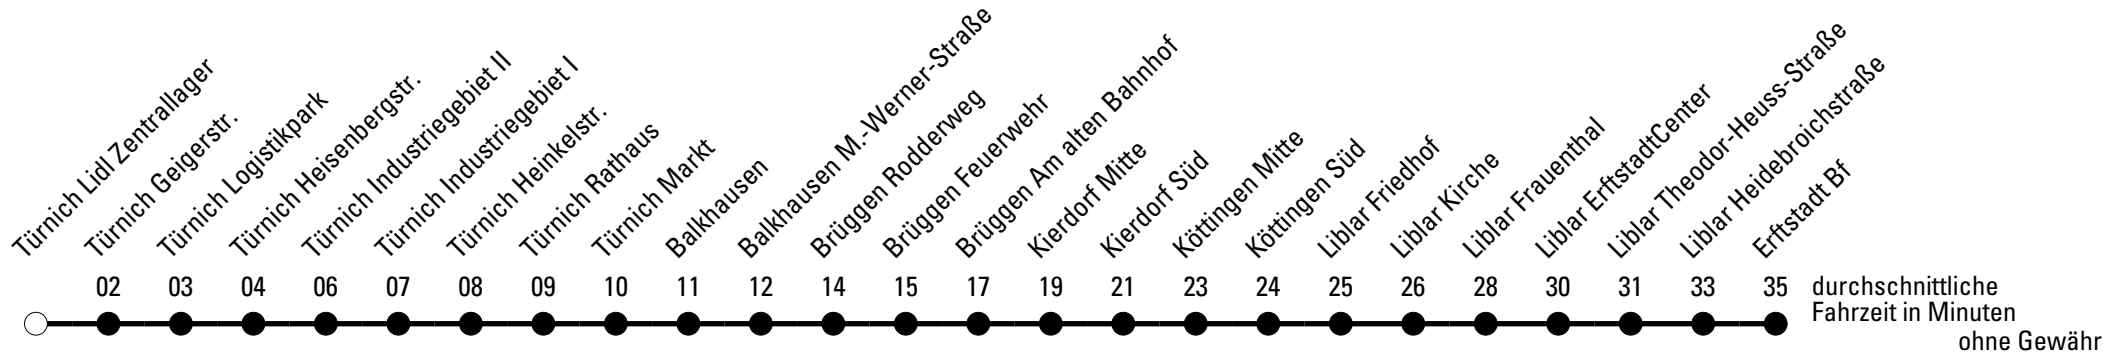 Türnich Lidl Zentrallager
Türnich Geigerstr.
Türnich Logistikpark
Türnich Heisenbergstr.
Türnich Industriegebiet II
Türnich Industriegebiet I
Türnich Heinkelstr.
Türnich Rathaus
Türnich Markt
Balkhausen
Balkhausen M.-Werner-Straße
Brüggen Rodderweg
Brüggen Feuerwehr
Brüggen Am alten Bahnhof
Kierdorf Mitte
Kierdorf Süd
Köttingen Mitte
Köttingen Süd
Liblar Friedhof
Liblar Kirche
Liblar Frauenthal
Liblar ErftstadtCenter
Liblar Theodor-Heuss-Straße
Liblar Heidebroichstraße
Erftstadt Bf
02 03 04 06 07 08 09 10 11 12 14 15 17 19 21 23 24 25 26 28 30 31 33 35 durchschnittliche
Fahrzeit in Minuten
ohne Gewähr